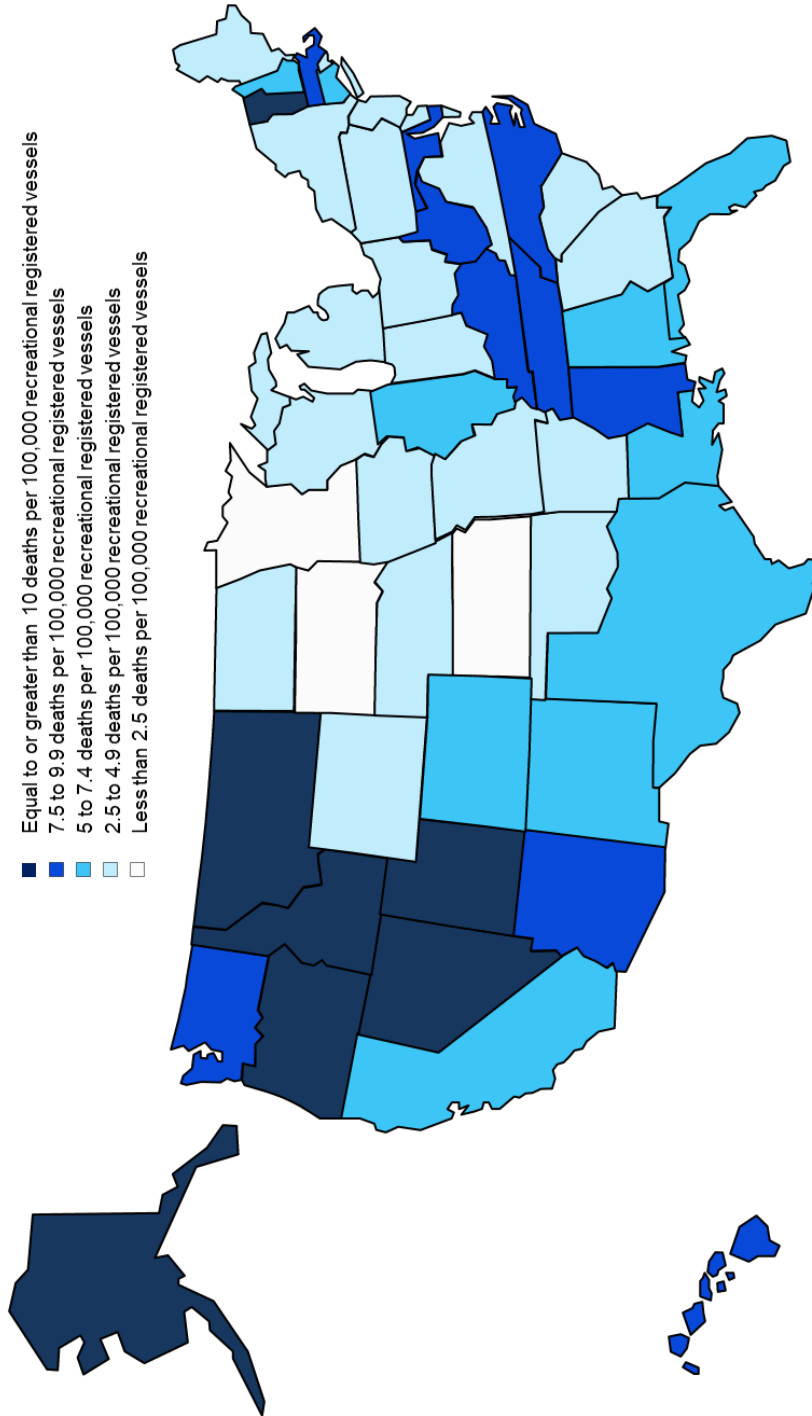 Equal to or greater than 10 deaths per 100,000 recreational registered vessels
7.5 to 9.9 deaths per 100,000 recreational registered vessels
5 to 7.4 deaths per 100,000 recreational registered vessels
2.5 to 4.9 deaths per 100,000 recreational registered vessels
Less than 2.5 deaths per 100,000 recreational registered vessels